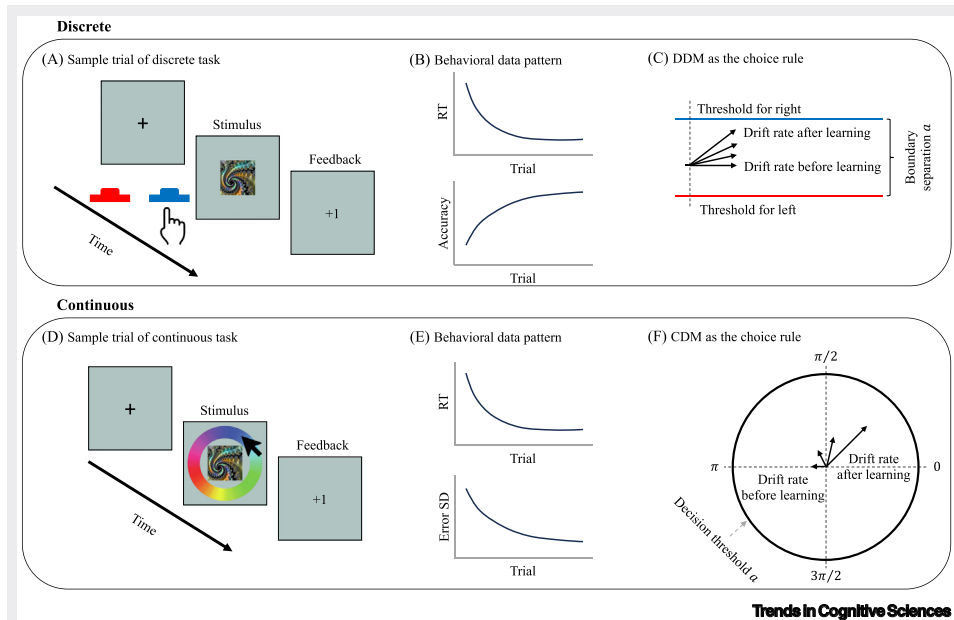 Discrete
(A) Sample trial of discrete task
+
Stimulus
Feedback
+1
Time
(B) Behavioral data pattern
RT
Trial
Accuracy
Trial
(C) DDM as the choice rule
Threshold for right
Drift rate after learning
Drift rate before learning
Threshold for left
Boundary
separation a
Continuous
(D) Sample trial of continuous task
+
Stimulus
Feedback
+1
Time
(E) Behavioral data pattern
RT
Trial
Error SD
Trial
(F) CDM as the choice rule
π/2
π
0
Drift rate
after learning
Drift rate
before learning
Decision threshold a
3π/2
Trends in Cognitive Sciences